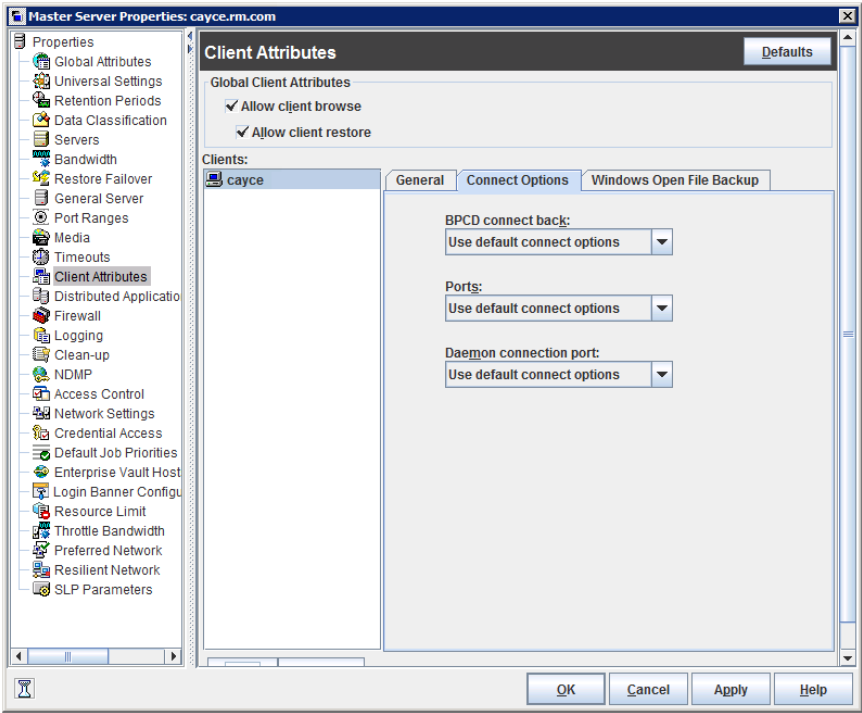 Master Server Properties: cayce.rm.com
Properties
Global Attributes
Universal Settings
Retention Periods
Data Classification
Servers
Bandwidth
Restore Failover
General Server
Port Ranges
Media
Timeouts
Client Attributes
Distributed Applicatio
Firewall
Logging
Clean-up
NDMP
Access Control
Network Settings
Credential Access
Default Job Priorities
Enterprise Vault Host
Login Banner Configu
Resource Limit
Throttle Bandwidth
Preferred Network
Resilient Network
SLP Parameters
Client Attributes
Defaults
Global Client Attributes
Allow client browse
Allow client restore
Clients:
cayce
General Connect Options Windows Open File Backup
BPCD connect back:
Use default connect options
Ports:
Use default connect options
Daemon connection port:
Use default connect options
OK Cancel Apply Help